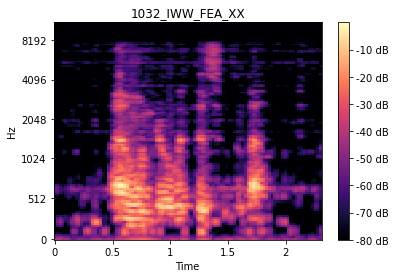 1032_IWW_FEA_XX
8192
4096
2048
1024
512
0
Hz
0
0.5
1
1.5
2
Time
-10 dB
-20 dB
-30 dB
-40 dB
-50 dB
-60 dB
-70 dB
-80 dB